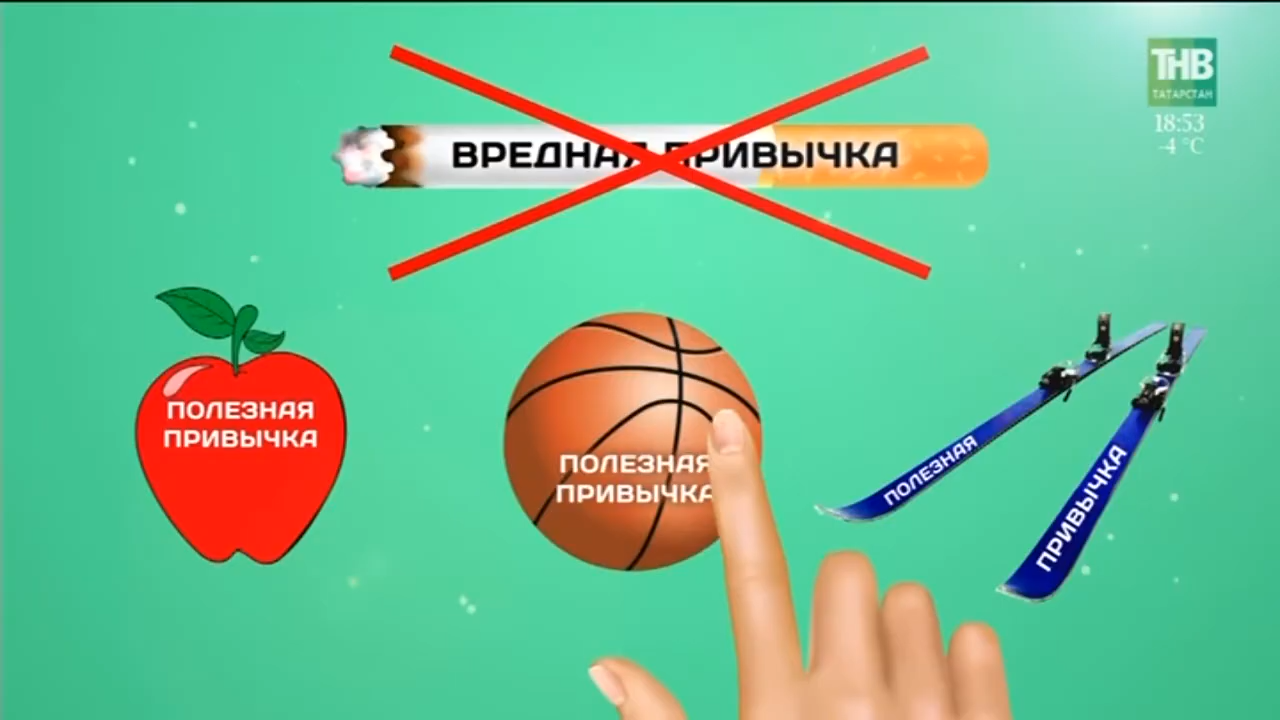 ТНВ
ТАТАРСТАН
18:53
-4 °C
ВРЕДНАЯ ПРИВЫЧКА
ПОЛЕЗНАЯ
ПРИВЫЧКА
ПОЛЕЗНАЯ
ПРИВЫЧКА
ПОЛЕЗНАЯ
ПРИВЫЧКА